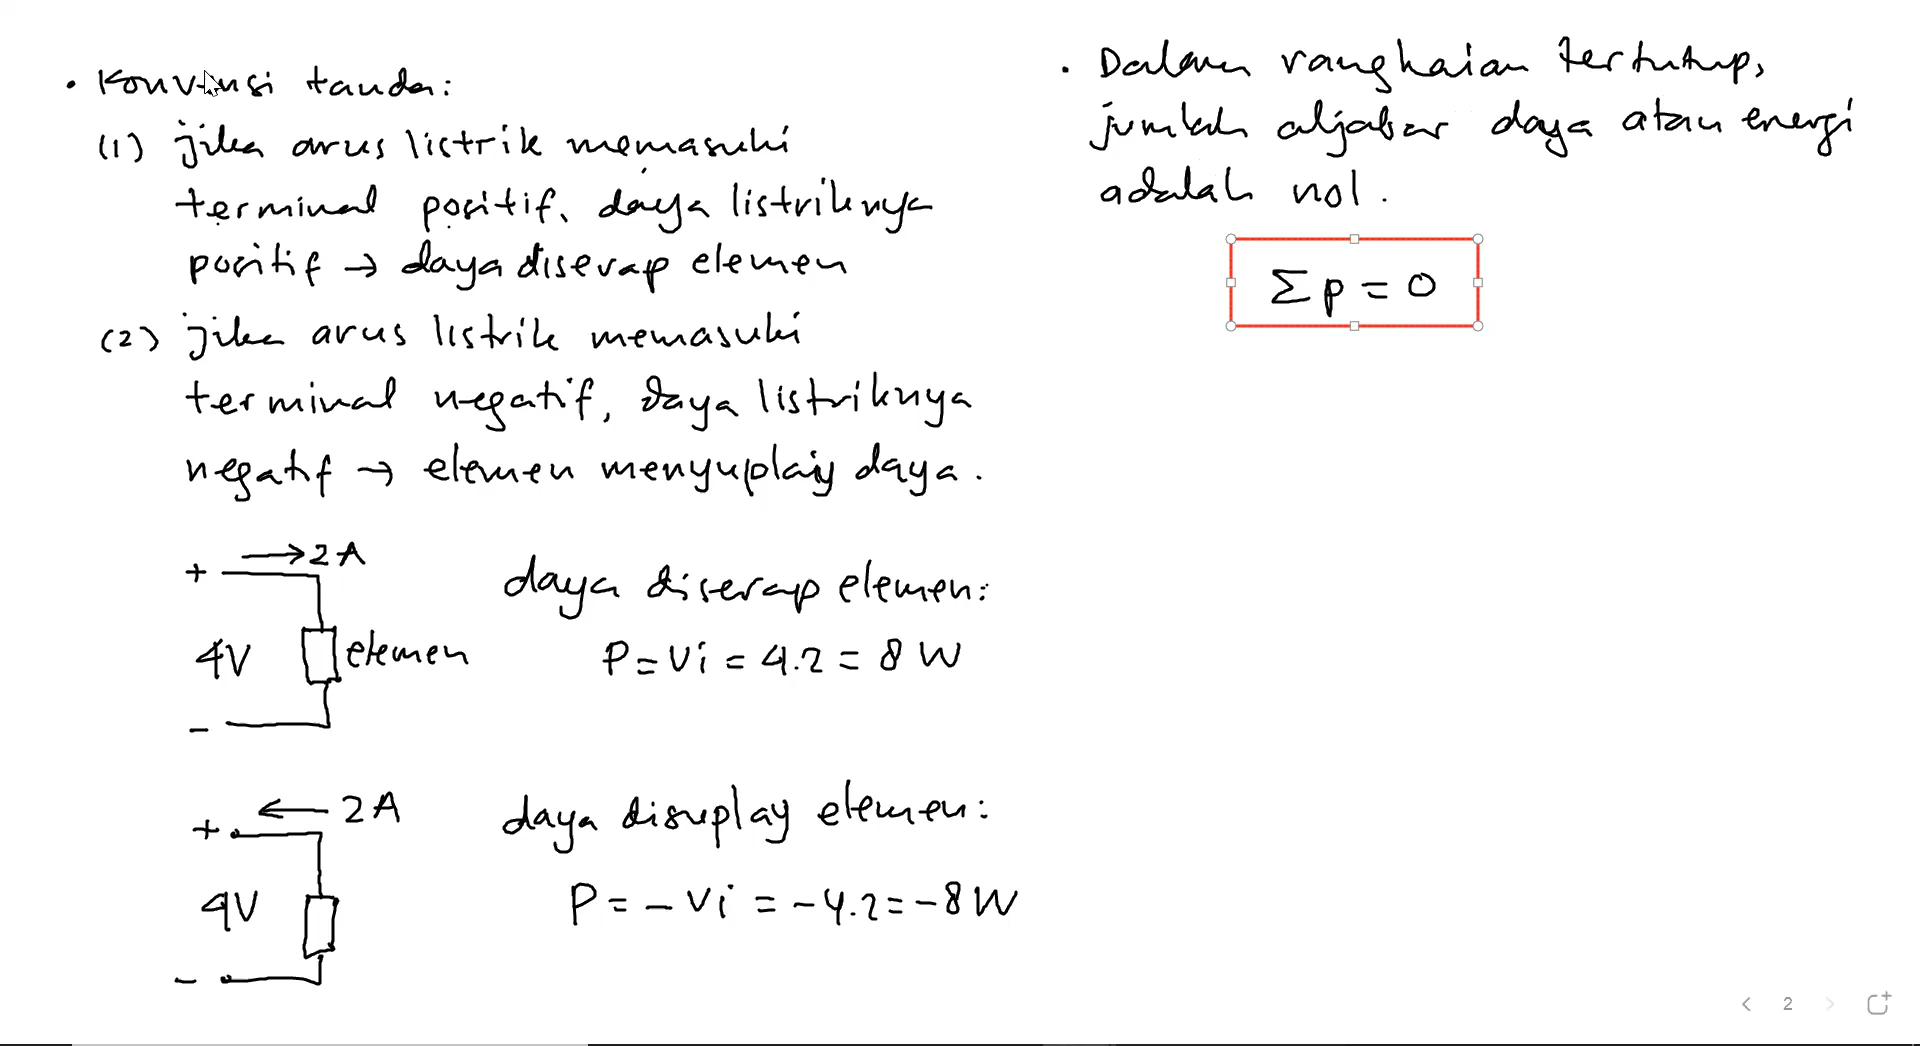 • Konvensi tanda:
(1) jika arus listrik memasuki
terminal positif, daya listriknya
positif → daya diserap elemen
(2) jika arus listrik memasuki
terminal negatif, daya listriknya
negatif → elemen menyuplay daya.
+ → 2 A
4V elemen
-
daya diserap elemen:
P = Vi = 4.2 = 8 W
+ ← 2 A
4V
-
daya disuplay elemen:
P = - Vi = -4.2 = -8 W
• Dalam rangkaian tertutup,
jumlah aljabar daya atau energi
adalah nol.
Σp = 0
< 2 >